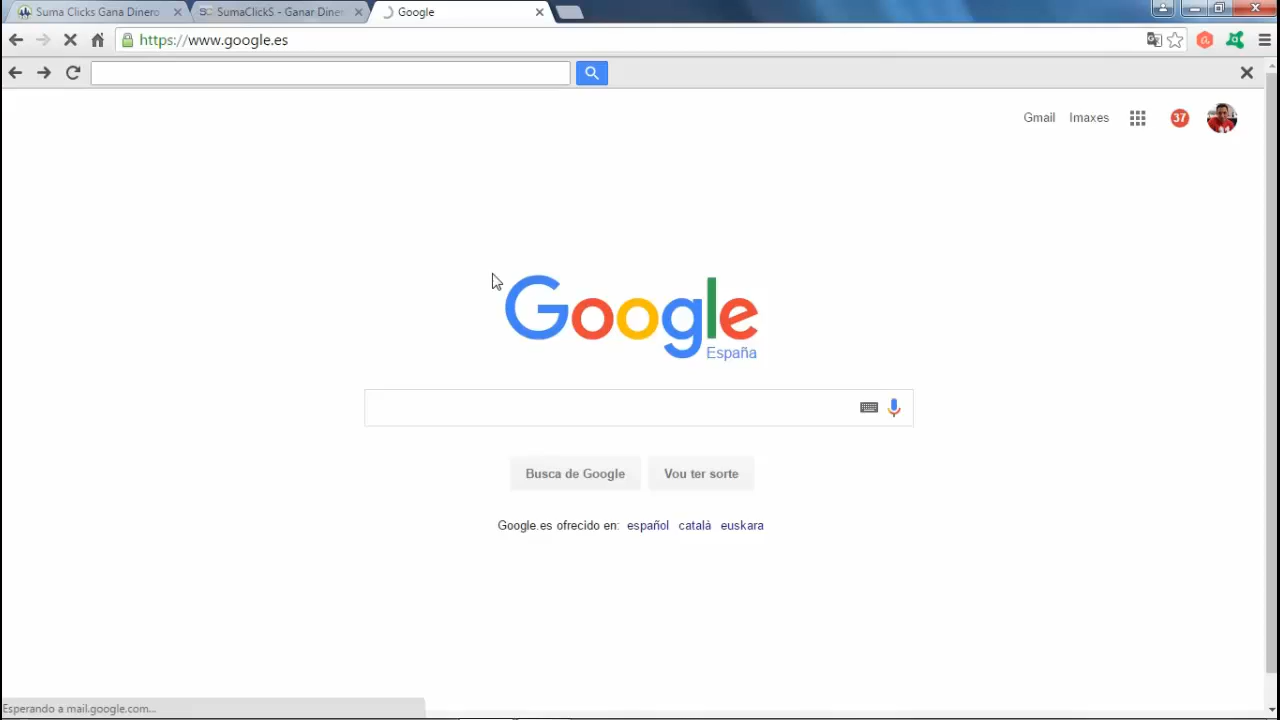 Suma Clicks Gana Dinero
SumaClickS - Ganar Diner
Google
https://www.google.es
Gmail
Imaxes
37
Google
España
Busca de Google
Vou ter sorte
Google.es ofrecido en: español català euskara
Esperando a mail.google.com...